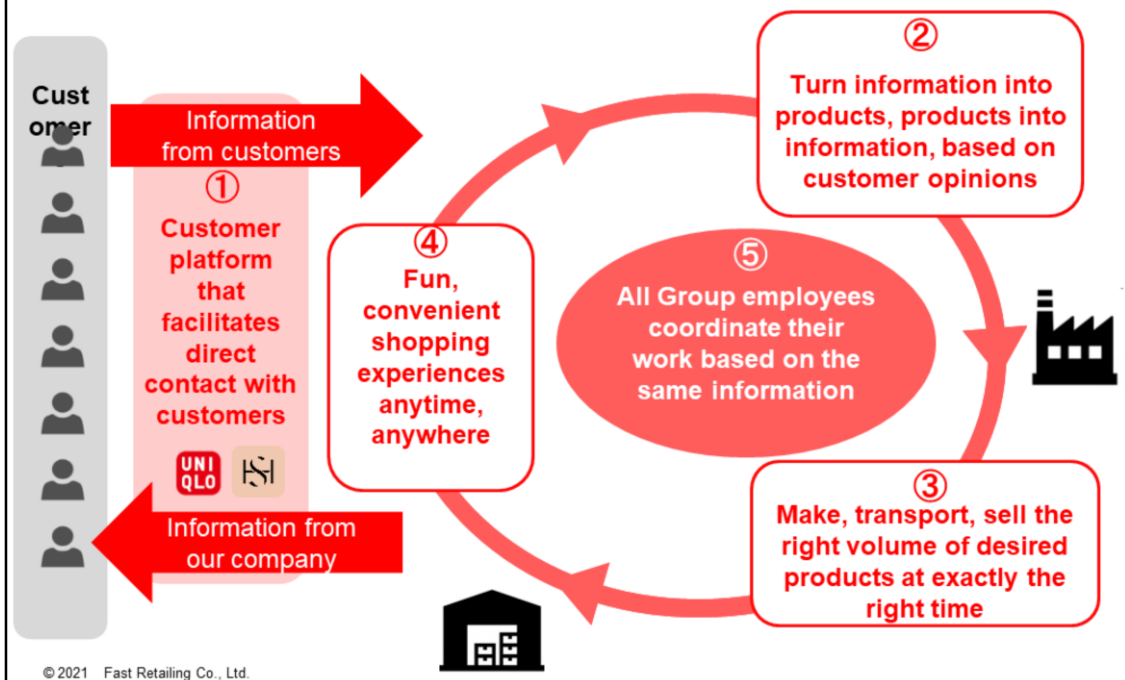 Cust
omer
Information
from customers
①
Customer
platform
that
facilitates
direct
contact with
customers
UNI
QLO
Information from
our company
②
Turn information into
products, products into
information, based on
customer opinions
③
Make, transport, sell the
right volume of desired
products at exactly the
right time
④
Fun,
convenient
shopping
experiences
anytime,
anywhere
⑤
All Group employees
coordinate their
work based on the
same information
© 2021 Fast Retailing Co., Ltd.